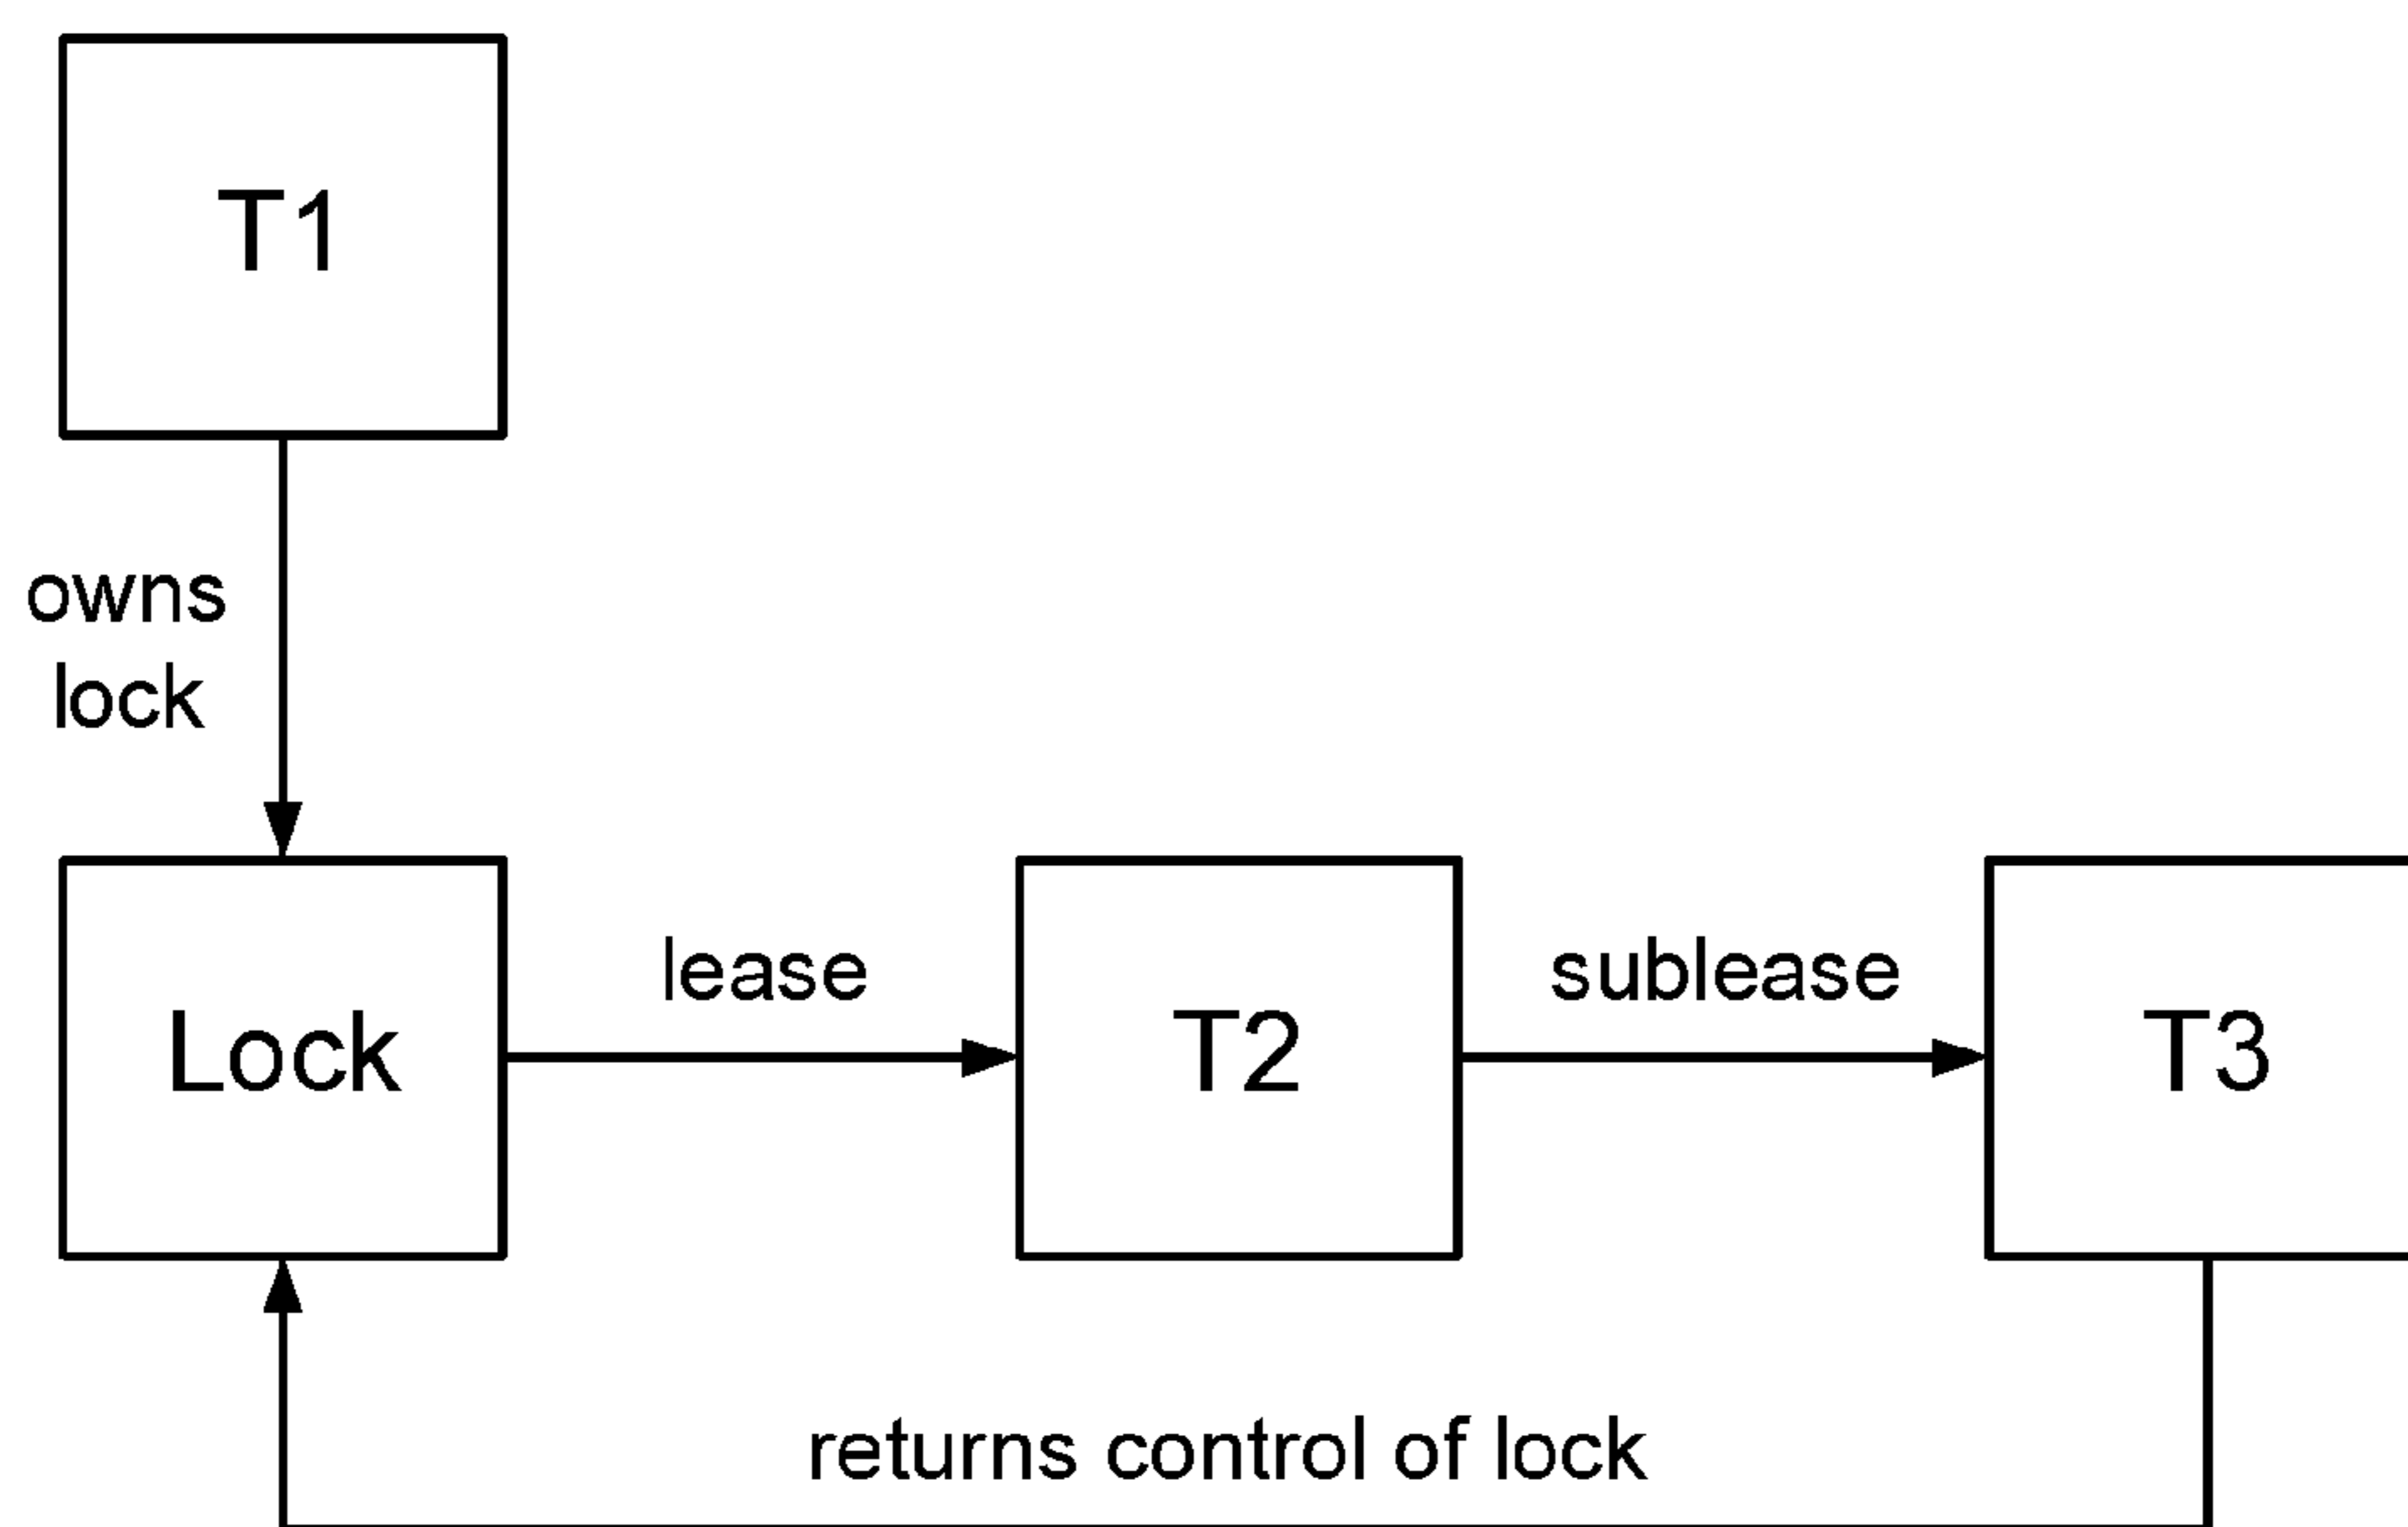 T1
owns
lock
Lock
lease
T2
sublease
T3
returns control of lock